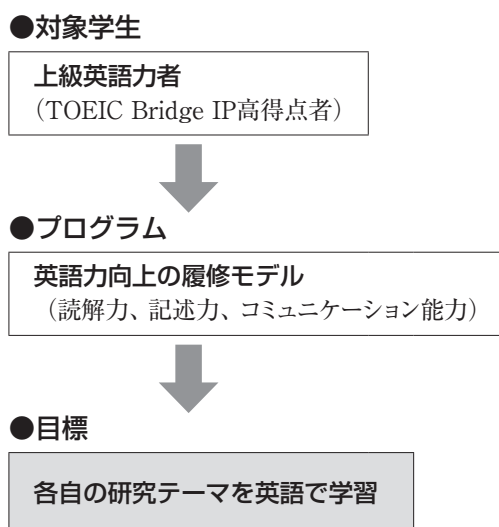 ●対象学生
上級英語力者
（TOEIC Bridge IP高得点者）
●プログラム
英語力向上の履修モデル
（読解力、記述力、コミュニケーション能力）
●目標
各自の研究テーマを英語で学習